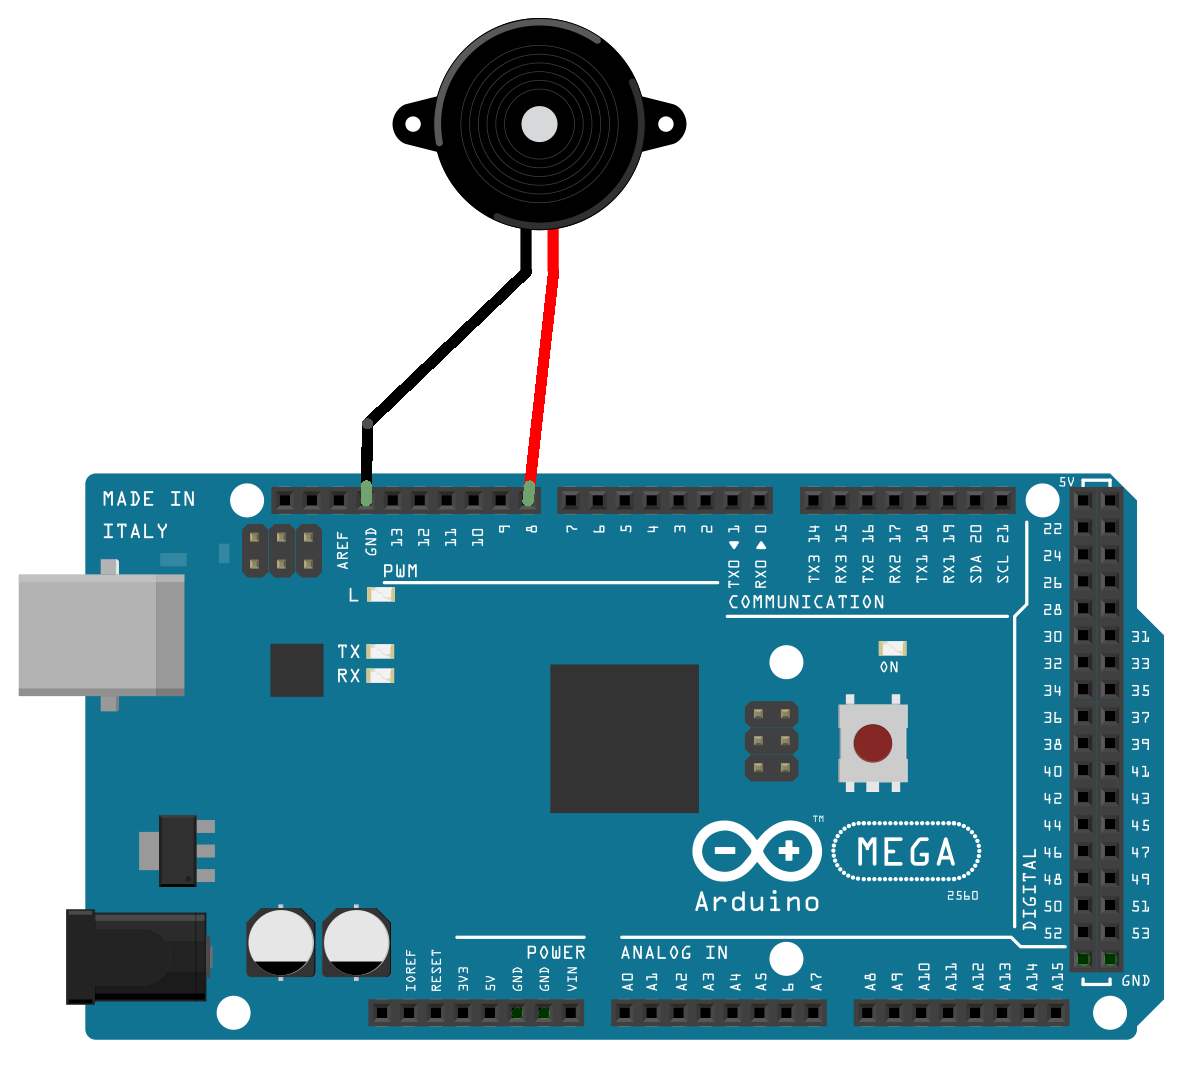 MADE IN
ITALY
AREF
GND
13
12
11
10
9
8
7
6
5
4
3
2
TX0 ▶ 1
RX0 ◀ 0
TX3 14
RX3 15
TX2 16
RX2 17
TX1 18
RX1 19
SDA 20
SCL 21
PWM
COMMUNICATION
L
TX
RX
ON
5V
22
24
26
28
30 31
32 33
34 35
36 37
38 39
40 41
42 43
44 45
46 47
48 49
50 51
52 53
GND
DIGITAL
TM
MEGA
2560
Arduino
POWER
ANALOG IN
IOREF
RESET
3V3
5V
GND
GND
VIN
A0
A1
A2
A3
A4
A5
6
A7
A8
A9
A10
A11
A12
A13
A14
A15